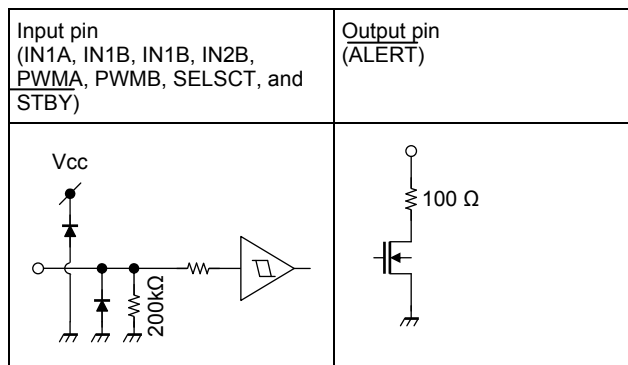 Input pin
(IN1A, IN1B, IN1B, IN2B,
PWMA, PWMB, SELSCT, and
STBY)
Output pin
(ALERT)
Vcc
200kΩ
100 Ω